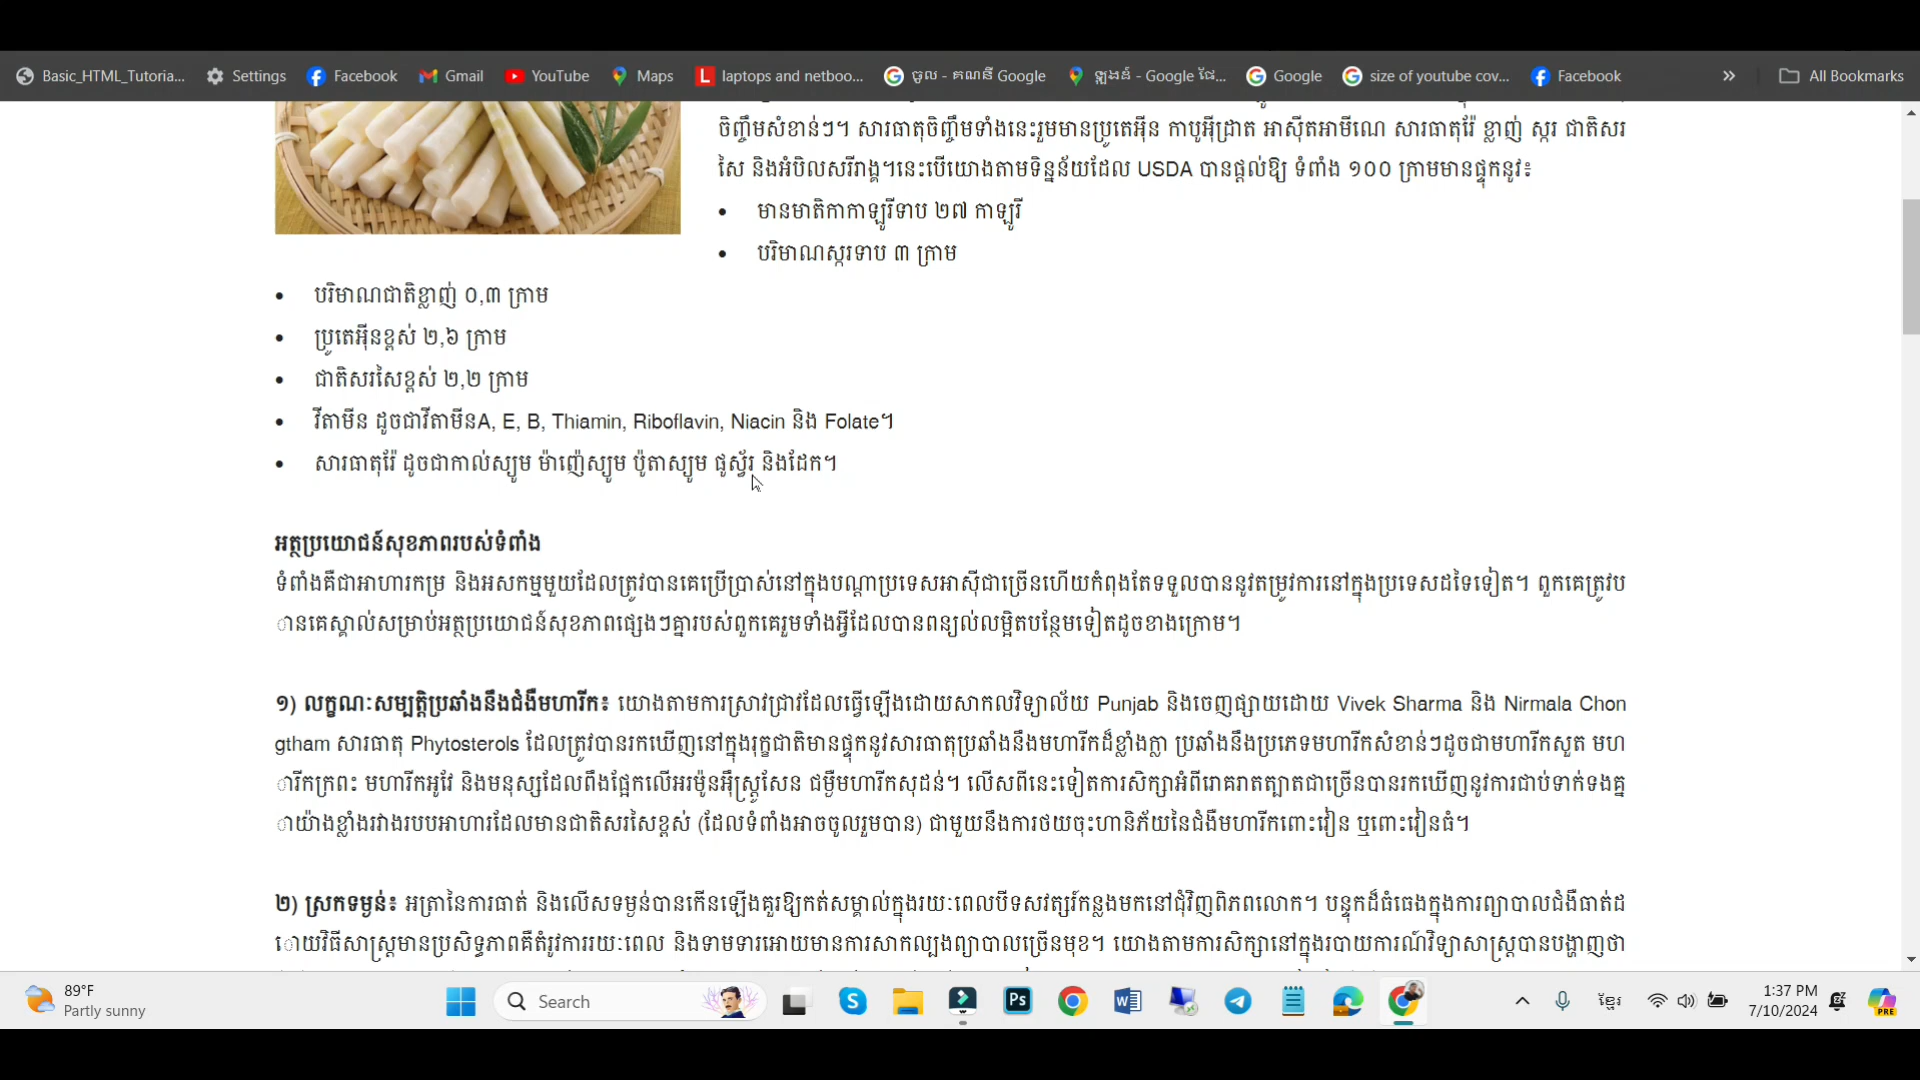 Basic_HTML_Tutoria...
Settings
Facebook
Gmail
YouTube
Maps
L
laptops and netboo...
ចូល - គណនី Google
ឡូងដ៍ - Google ផែ...
Google
size of youtube cov...
Facebook
»
All Bookmarks
ចិញ្ចឹមសំខាន់ៗ។ សារធាតុចិញ្ចឹមទាំងនេះរួមមានប្រូតេអ៊ីន កាបូអ៊ីដ្រាត អាស៊ីតអាមីណេ សារធាតុរ៉ែ ខ្លាញ់ ស្ករ ជាតិសរ
សៃ និងអំបិលសរីរាង្គ។នេះបើយោងតាមទិន្នន័យដែល USDA បានផ្តល់ឱ្យ ទំពាំង ១០០ ក្រាមមានផ្ទុកនូវ៖
• មានមាតិកាកាឡូរីទាប ២៧ កាឡូរី
• បរិមាណស្ករទាប ៣ ក្រាម
• បរិមាណជាតិខ្លាញ់ ០,៣ ក្រាម
• ប្រូតេអ៊ីនខ្ពស់ ២,៦ ក្រាម
• ជាតិសរសៃខ្ពស់ ២,២ ក្រាម
• វីតាមីន ដូចជាវីតាមីនA, E, B, Thiamin, Riboflavin, Niacin និង Folate។
• សារធាតុរ៉ែ ដូចជាកាល់ស្យូម ម៉ាញ៉េស្យូម ប៉ូតាស្យូម ផូស្វ័រ និងដែក។
អត្ថប្រយោជន៍សុខភាពរបស់ទំពាំង
ទំពាំងគឺជាអាហារកម្រ និងអសកម្មមួយដែលត្រូវបានគេប្រើប្រាស់នៅក្នុងបណ្តាប្រទេសអាស៊ីជាច្រើនហើយកំពុងតែទទួលបាននូវតម្រូវការនៅក្នុងប្រទេសដទៃទៀត។ ពួកគេត្រូវប
ានគេស្គាល់សម្រាប់អត្ថប្រយោជន៍សុខភាពផ្សេងៗគ្នារបស់ពួកគេរួមទាំងអ្វីដែលបានពន្យល់លម្អិតបន្ថែមទៀតដូចខាងក្រោម។
១) លក្ខណៈសម្បត្តិប្រឆាំងនឹងជំងឺមហារីក៖ យោងតាមការស្រាវជ្រាវដែលធ្វើឡើងដោយសាកលវិទ្យាល័យ Punjab និងចេញផ្សាយដោយ Vivek Sharma និង Nirmala Chon
gtham សារធាតុ Phytosterols ដែលត្រូវបានរកឃើញនៅក្នុងរុក្ខជាតិមានផ្ទុកនូវសារធាតុប្រឆាំងនឹងមហារីកដ៏ខ្លាំងក្លា ប្រឆាំងនឹងប្រភេទមហារីកសំខាន់ៗដូចជាមហារីកសួត មហ
ារីកក្រពះ មហារីកអូវែ និងមនុស្សដែលពឹងផ្អែកលើអរម៉ូនអ៊ឹស្ត្រូសែន ជម្ងឺមហារីកសុដន់។ លើសពីនេះទៀតការសិក្សាអំពីរោគរាតត្បាតជាច្រើនបានរកឃើញនូវការជាប់ទាក់ទងគ្ន
ាយ៉ាងខ្លាំងរវាងរបបអាហារដែលមានជាតិសរសៃខ្ពស់ (ដែលទំពាំងអាចចូលរួមបាន) ជាមួយនឹងការថយចុះហានិភ័យនៃជំងឺមហារីកពោះវៀន ឬពោះវៀនធំ។
២) ស្រកទម្ងន់៖ អត្រានៃការធាត់ និងលើសទម្ងន់បានកើនឡើងគួរឱ្យកត់សម្គាល់ក្នុងរយៈពេលបីទសវត្សរ៍កន្លងមកនៅជុំវិញពិភពលោក។ បន្ទុកដ៏ធំធេងក្នុងការព្យាបាលជំងឺធាត់ដ
ោយវិធីសាស្ត្រមានប្រសិទ្ធភាពគឺតំរូវការរយៈពេល និងទាមទារអោយមានការសាកល្បងព្យាបាលច្រើនមុខ។ យោងតាមការសិក្សានៅក្នុងរបាយការណ៍វិទ្យាសាស្ត្របានបង្ហាញថា
89°F
Partly sunny
Search
Ps
ខ្មែរ
1:37 PM
7/10/2024
PRE